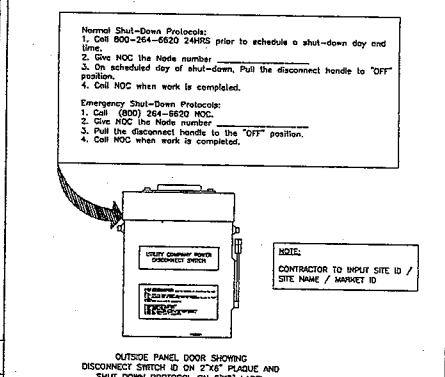 Normal Shut-Down Protocols:
1. Call 800-264-6620 24HRS prior to schedule a shut-down day and
time.
2. Give NOC the Node number
3. On scheduled day of shut-down, Pull the disconnect handle to "OFF"
position.
4. Call NOC when work is completed.
Emergency Shut-Down Protocols:
1. Call (800) 264-6620 NOC.
2. Give NOC the Node number
3. Pull the disconnect handle to the "OFF" position.
4. Call NOC when work is completed.
UTILITY COMPANY POWER
DISCONNECT SWITCH
NOTE:
CONTRACTOR TO INPUT SITE ID /
SITE NAME / MARKET ID
OUTSIDE PANEL DOOR SHOWING
DISCONNECT SWITCH ID ON 2"X6" PLAQUE AND
SHUT DOWN PROTOCOL ON LABEL